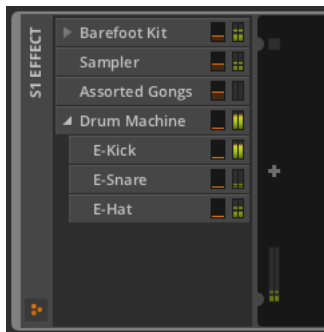 S1 EFFECT
Barefoot Kit
Sampler
Assorted Gongs
Drum Machine
E-Kick
E-Snare
E-Hat